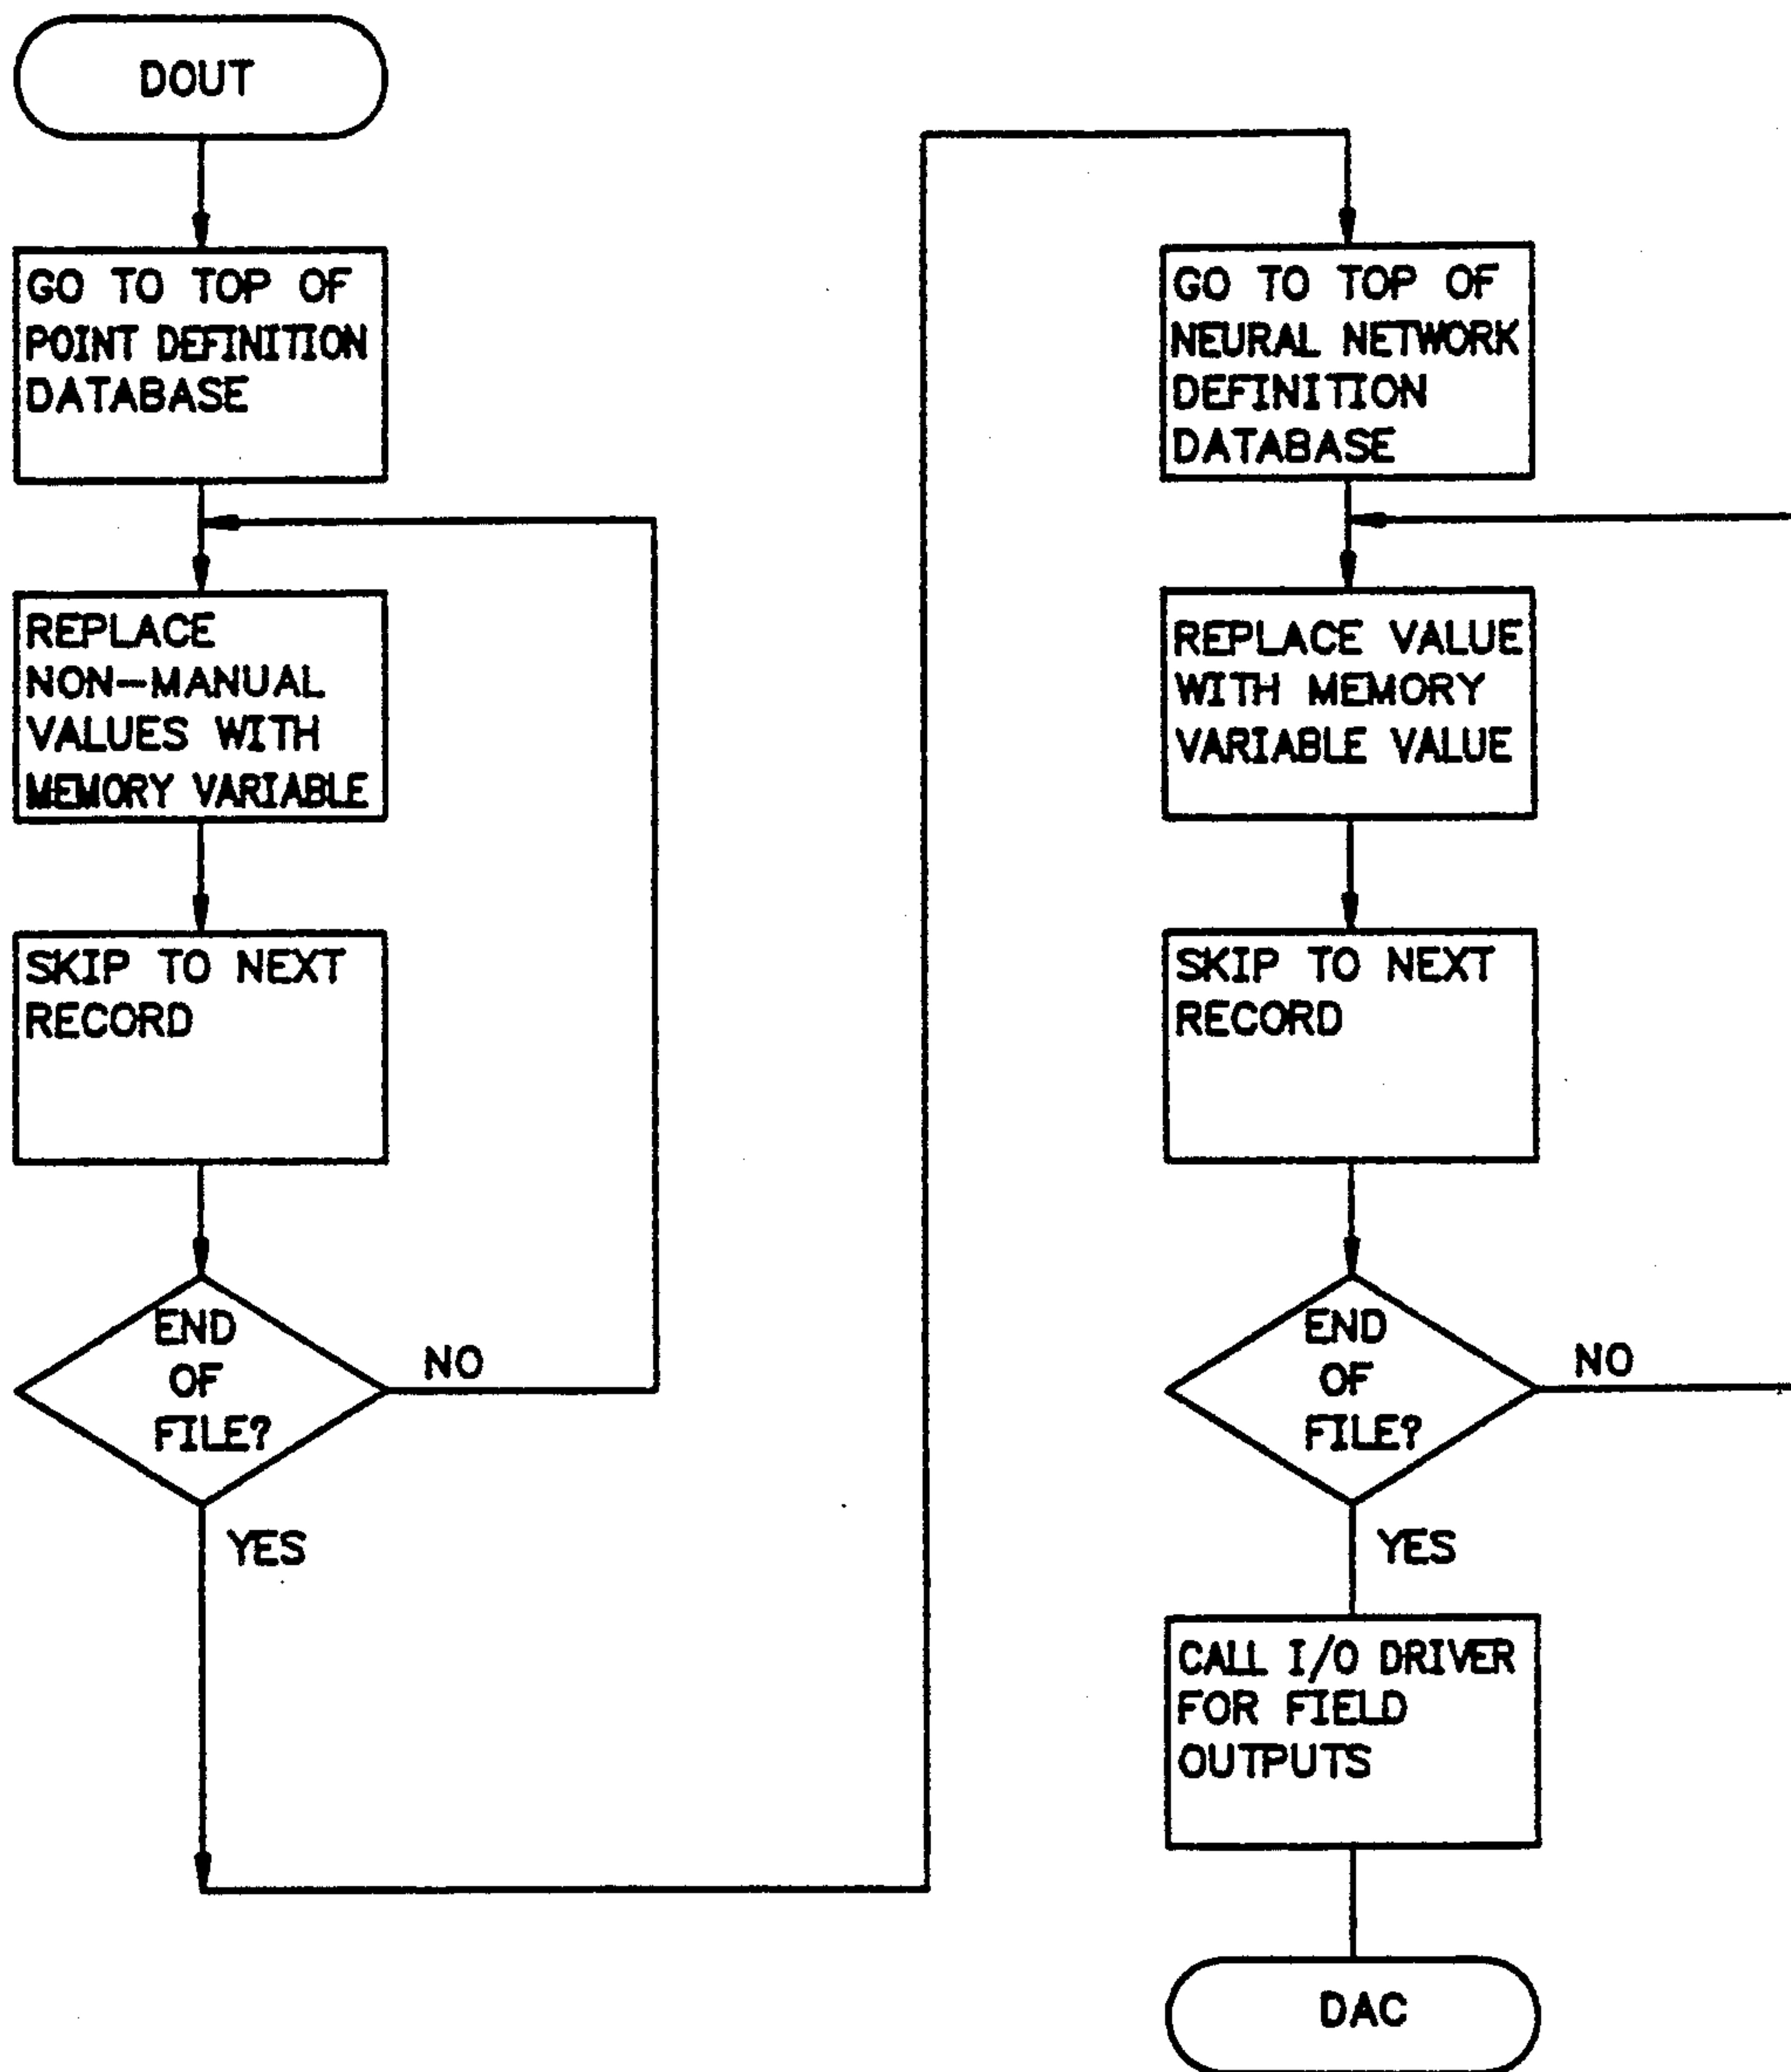 DOUT
GO TO TOP OF
POINT DEFINITION
DATABASE
REPLACE
NON-MANUAL
VALUES WITH
MEMORY VARIABLE
SKIP TO NEXT
RECORD
END
OF
FILE?
NO
YES
GO TO TOP OF
NEURAL NETWORK
DEFINITION
DATABASE
REPLACE VALUE
WITH MEMORY
VARIABLE VALUE
SKIP TO NEXT
RECORD
END
OF
FILE?
NO
YES
CALL I/O DRIVER
FOR FIELD
OUTPUTS
DAC